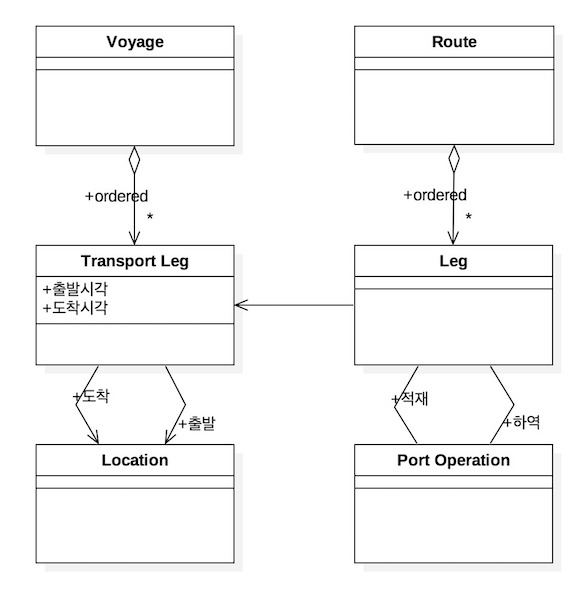 Voyage
Route
+ordered
*
+ordered
*
Transport Leg
+출발시각
+도착시각
Leg
+도착
+출발
+적재
+하역
Location
Port Operation